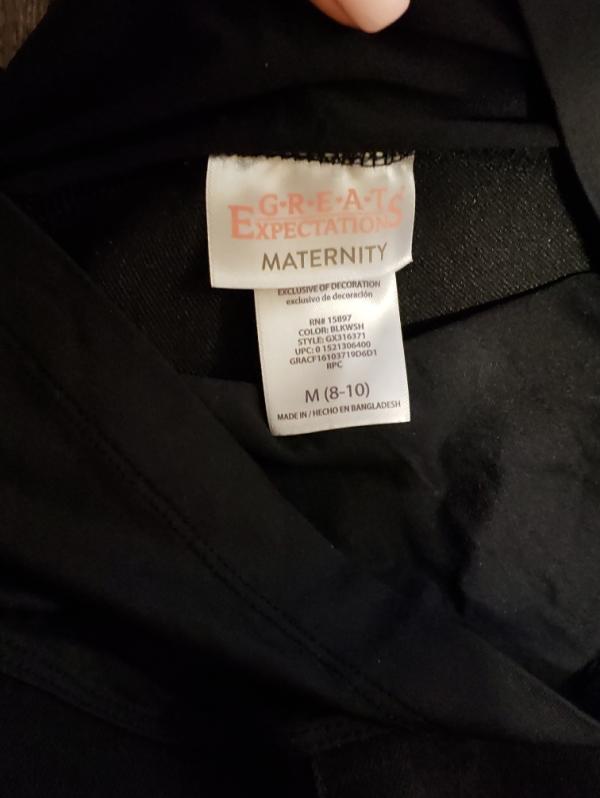 G·R·E·A·T
EXPECTATIONS
MATERNITY
EXCLUSIVE OF DECORATION
exclusivo de decoración
RN# 15897
COLOR: BLKWSH
STYLE: GX316371
UPC: 0 1521306400
GRACF16103719D6D1
RPC
M (8-10)
MADE IN / HECHO EN BANGLADESH